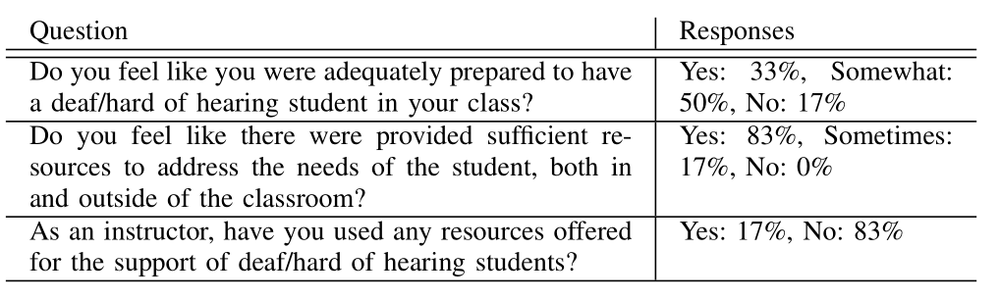 Question
Responses
Do you feel like you were adequately prepared to have
a deaf/hard of hearing student in your class?
Yes: 33%, Somewhat:
50%, No: 17%
Do you feel like there were provided sufficient re-
sources to address the needs of the student, both in
and outside of the classroom?
Yes: 83%, Sometimes:
17%, No: 0%
As an instructor, have you used any resources offered
for the support of deaf/hard of hearing students?
Yes: 17%, No: 83%